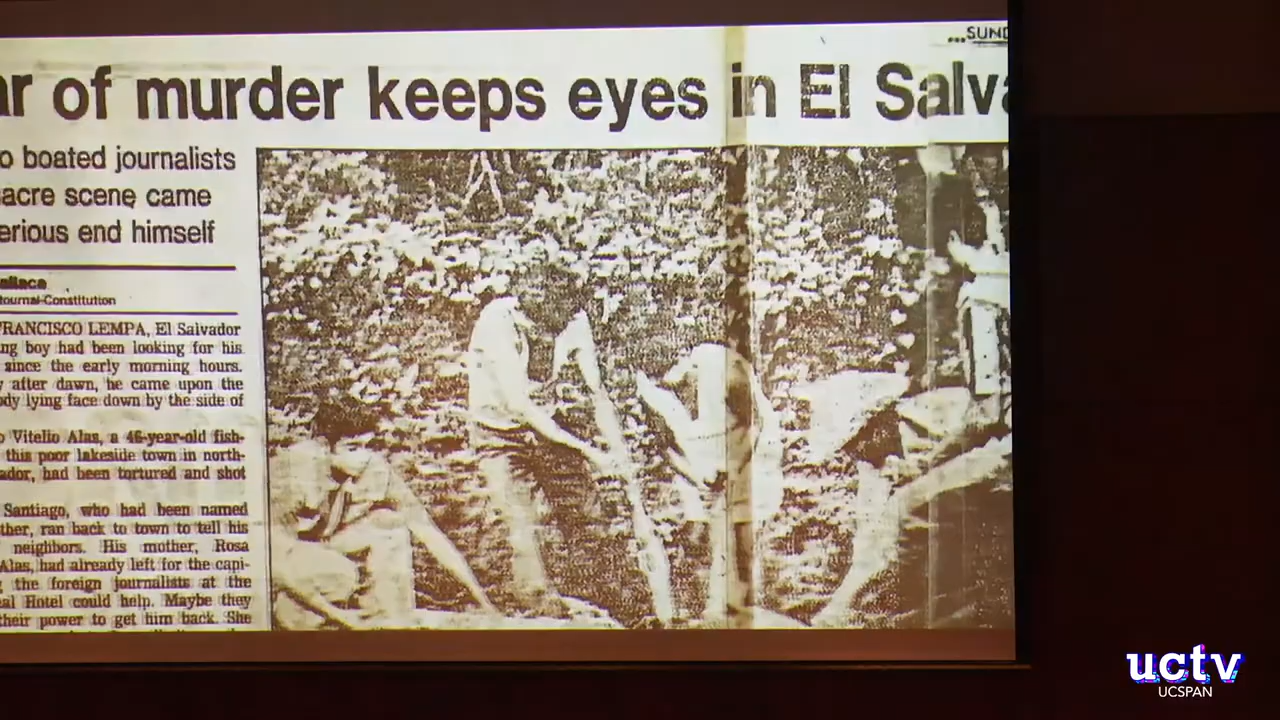 ...SUND
ar of murder keeps eyes in El Salva
o boated journalists
acre scene came
erious end himself
allace
Journal-Constitution
FRANCISCO LEMPA, El Salvador
ng boy had been looking for his
since the early morning hours.
y after dawn, he came upon the
ody lying face down by the side of
o Vitelio Alas, a 46-year-old fish-
this poor lakeside town in north-
ador, had been tortured and shot
Santiago, who had been named
ther, ran back to town to tell his
neighbors. His mother, Rosa
Alas, had already left for the capi-
g the foreign journalists at the
al Hotel could help. Maybe they
their power to get him back. She
uctv
UCSPAN